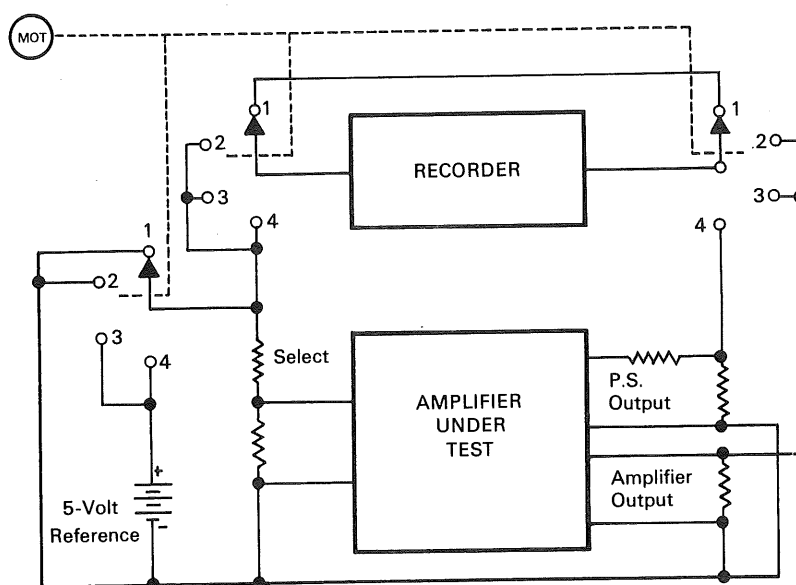 MOT
1
1
2
2
RECORDER
3
3
4
4
1
2
3
4
Select
AMPLIFIER
UNDER
TEST
P.S.
Output
+
5-Volt
Reference
-
Amplifier
Output